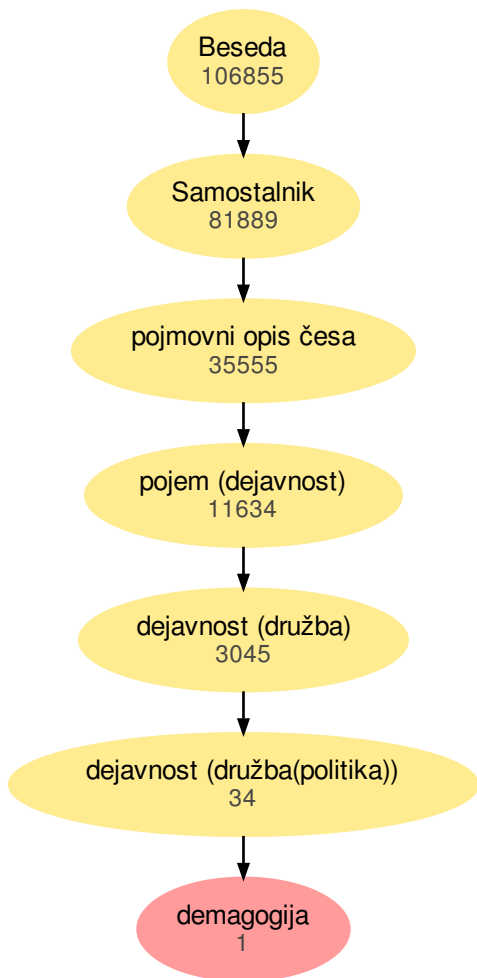 Beseda
106855
Samostalnik
81889
pojmovni opis česa
35555
pojem (dejavnost)
11634
dejavnost (družba)
3045
dejavnost (družba(politika))
34
demagogija
1